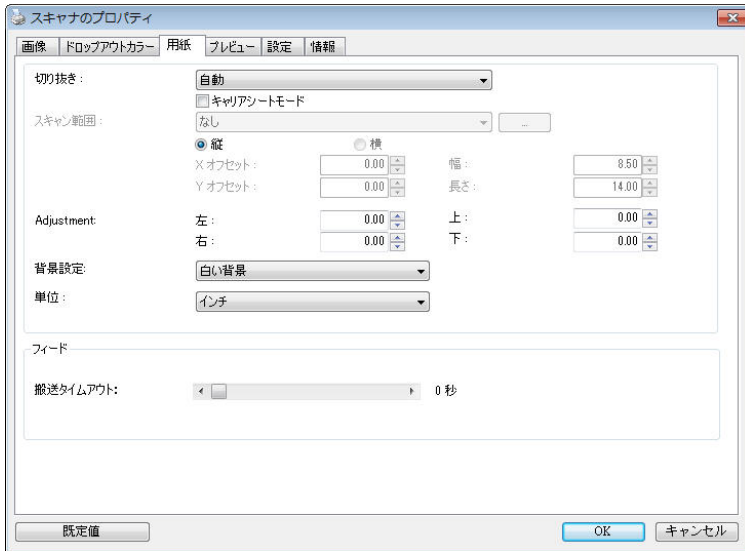 スキャナのプロパティ
画像 ドロップアウトカラー 用紙 プレビュー 設定 情報
切り抜き： 自動
キャリアシートモード
スキャン範囲： なし ...
縦 横
Xオフセット： 0.00 幅： 8.50
Yオフセット： 0.00 長さ： 14.00
Adjustment: 左： 0.00 上： 0.00
右： 0.00 下： 0.00
背景設定: 白い背景
単位： インチ
フィード
搬送タイムアウト: 0 秒
既定値 OK キャンセル